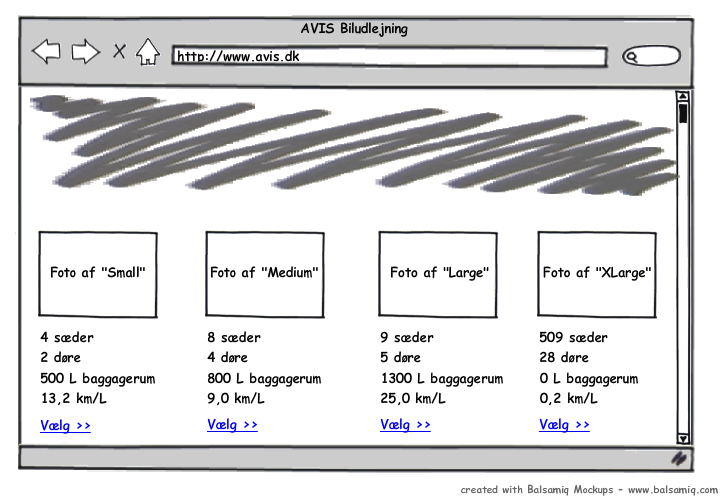 AVIS Biludlejning
http://www.avis.dk
Foto af "Small"
Foto af "Medium"
Foto af "Large"
Foto af "XLarge"
4 sæder
2 døre
500 L baggagerum
13,2 km/L
Vælg >>
8 sæder
4 døre
800 L baggagerum
9,0 km/L
Vælg >>
9 sæder
5 døre
1300 L baggagerum
25,0 km/L
Vælg >>
509 sæder
28 døre
0 L baggagerum
0,2 km/L
Vælg >>
created with Balsamiq Mockups - www.balsamiq.com